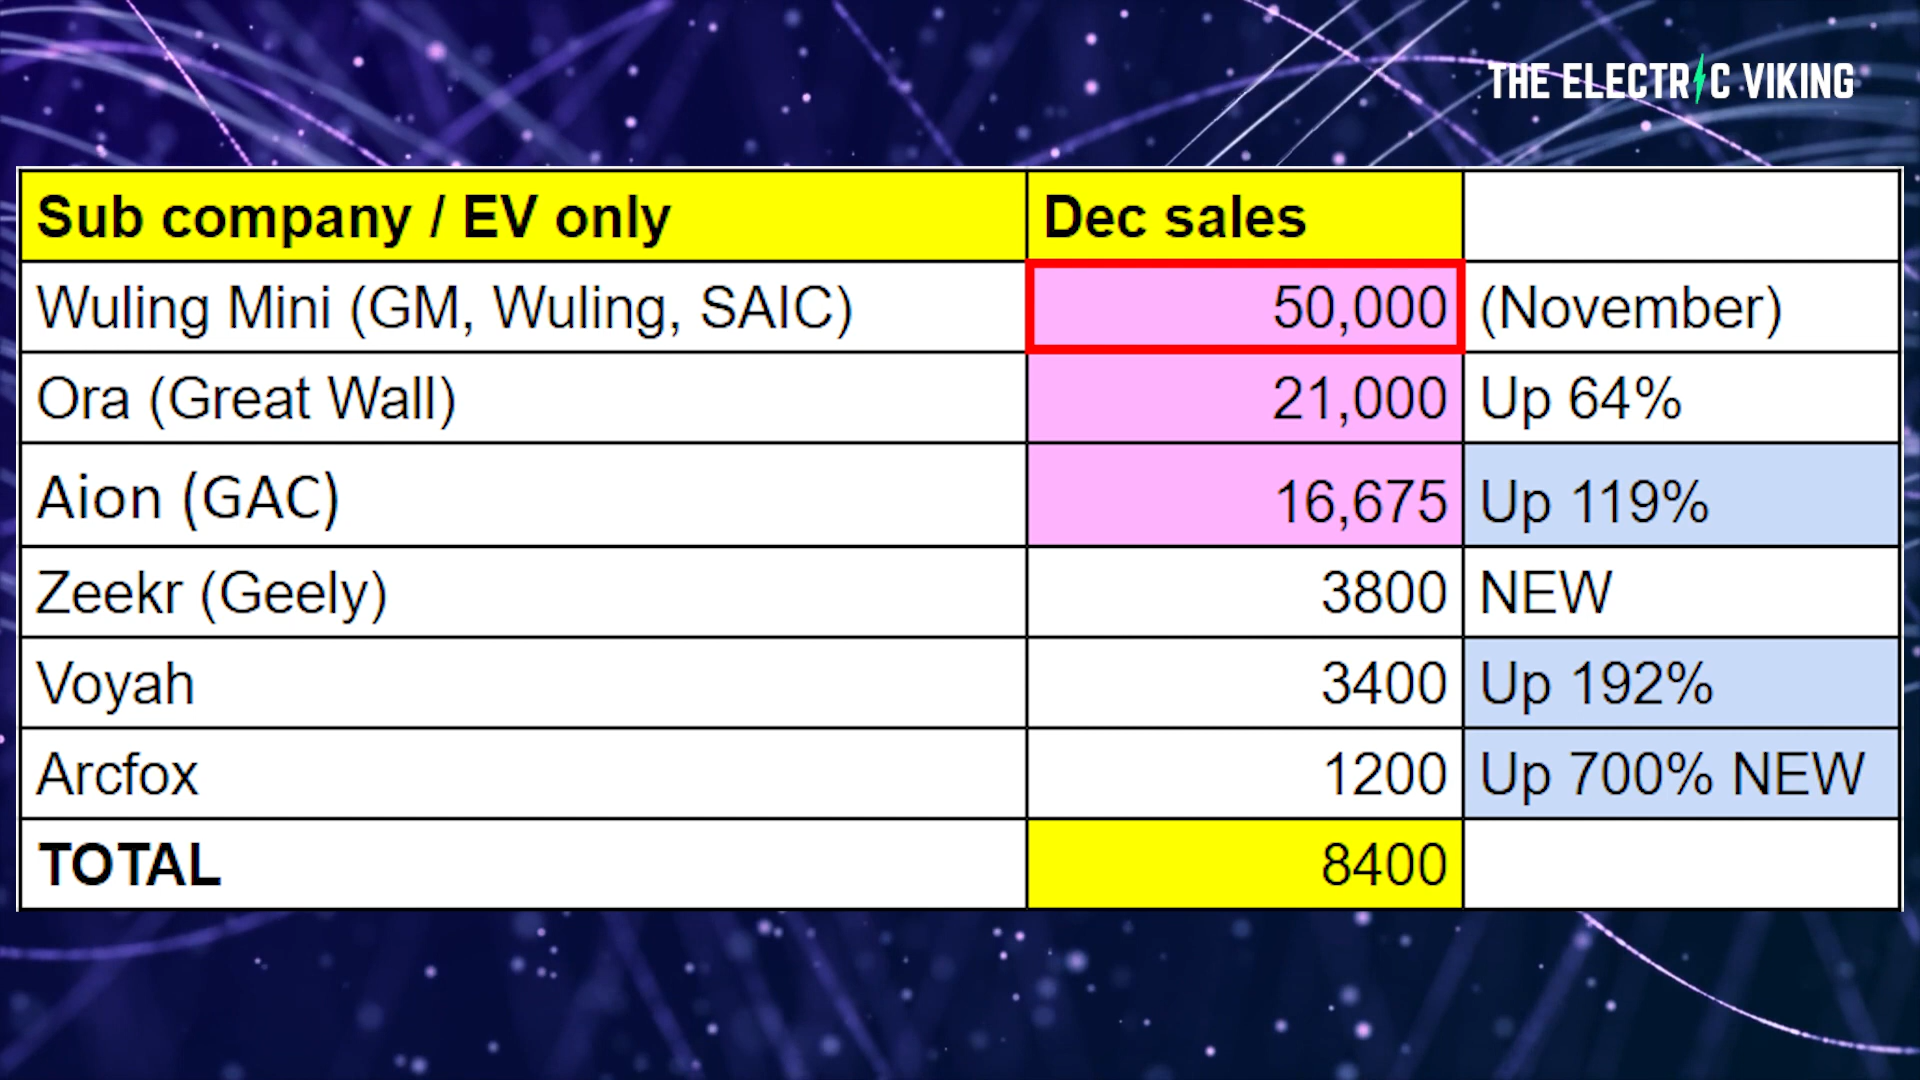 THE ELECTRIC VIKING
Sub company / EV only Dec sales
Wuling Mini (GM, Wuling, SAIC) 50,000 (November)
Ora (Great Wall) 21,000 Up 64%
Aion (GAC) 16,675 Up 119%
Zeekr (Geely) 3800 NEW
Voyah 3400 Up 192%
Arcfox 1200 Up 700% NEW
TOTAL 8400